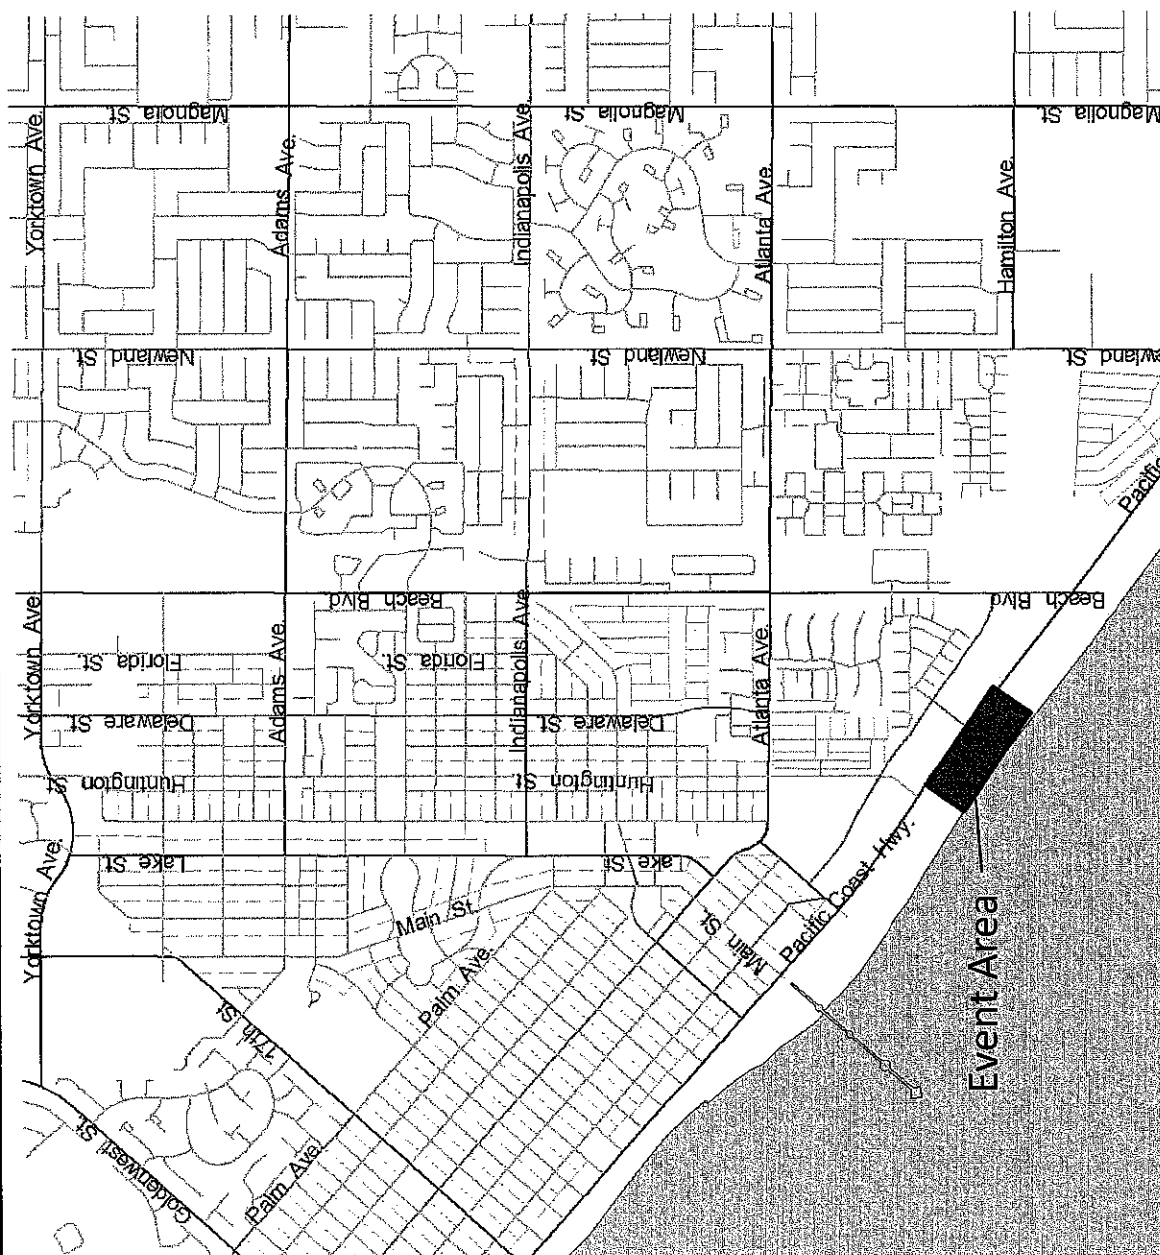 Yorktown Ave.
Magnolia St
Adams Ave.
Indianapolis Ave.
Magnolia St
Atlanta Ave.
Hamilton Ave.
Magnolia St
Newland St
Newland St
Newland St
Pacific
Yorktown Ave
Florida St.
Delaware St
Huntington St
Adams Ave.
Beach Blvd
Florida St.
Indianapolis Ave
Delaware St.
Huntington St
Atlanta Ave.
Beach Blvd
Yorktown Ave.
Lake St
Lake St
Main St.
Palm Ave.
17th St
Main St
Pacific Coast Hwy.
Goldenwest St.
Palm Ave.
Event Area